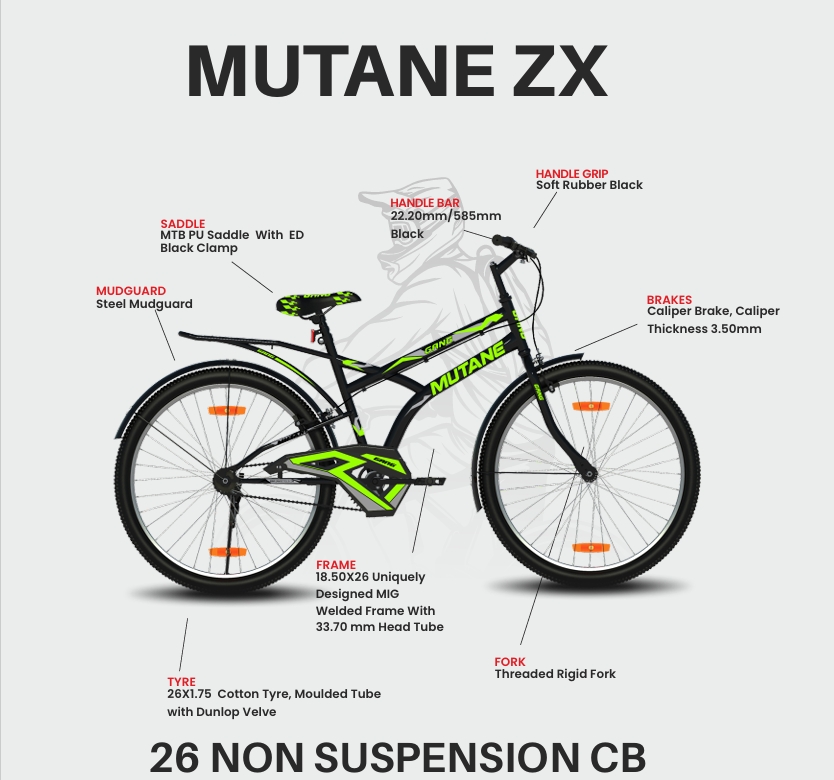 MUTANE ZX
HANDLE GRIP
Soft Rubber Black
HANDLE BAR
22.20mm/585mm
Black
SADDLE
MTB PU Saddle With ED
Black Clamp
MUDGUARD
Steel Mudguard
BRAKES
Caliper Brake, Caliper
Thickness 3.50mm
GANG
MUTANE
GANG
GANG
FRAME
18.50X26 Uniquely
Designed MIG
Welded Frame With
33.70 mm Head Tube
FORK
Threaded Rigid Fork
TYRE
26X1.75 Cotton Tyre, Moulded Tube
with Dunlop Velve
26 NON SUSPENSION CB